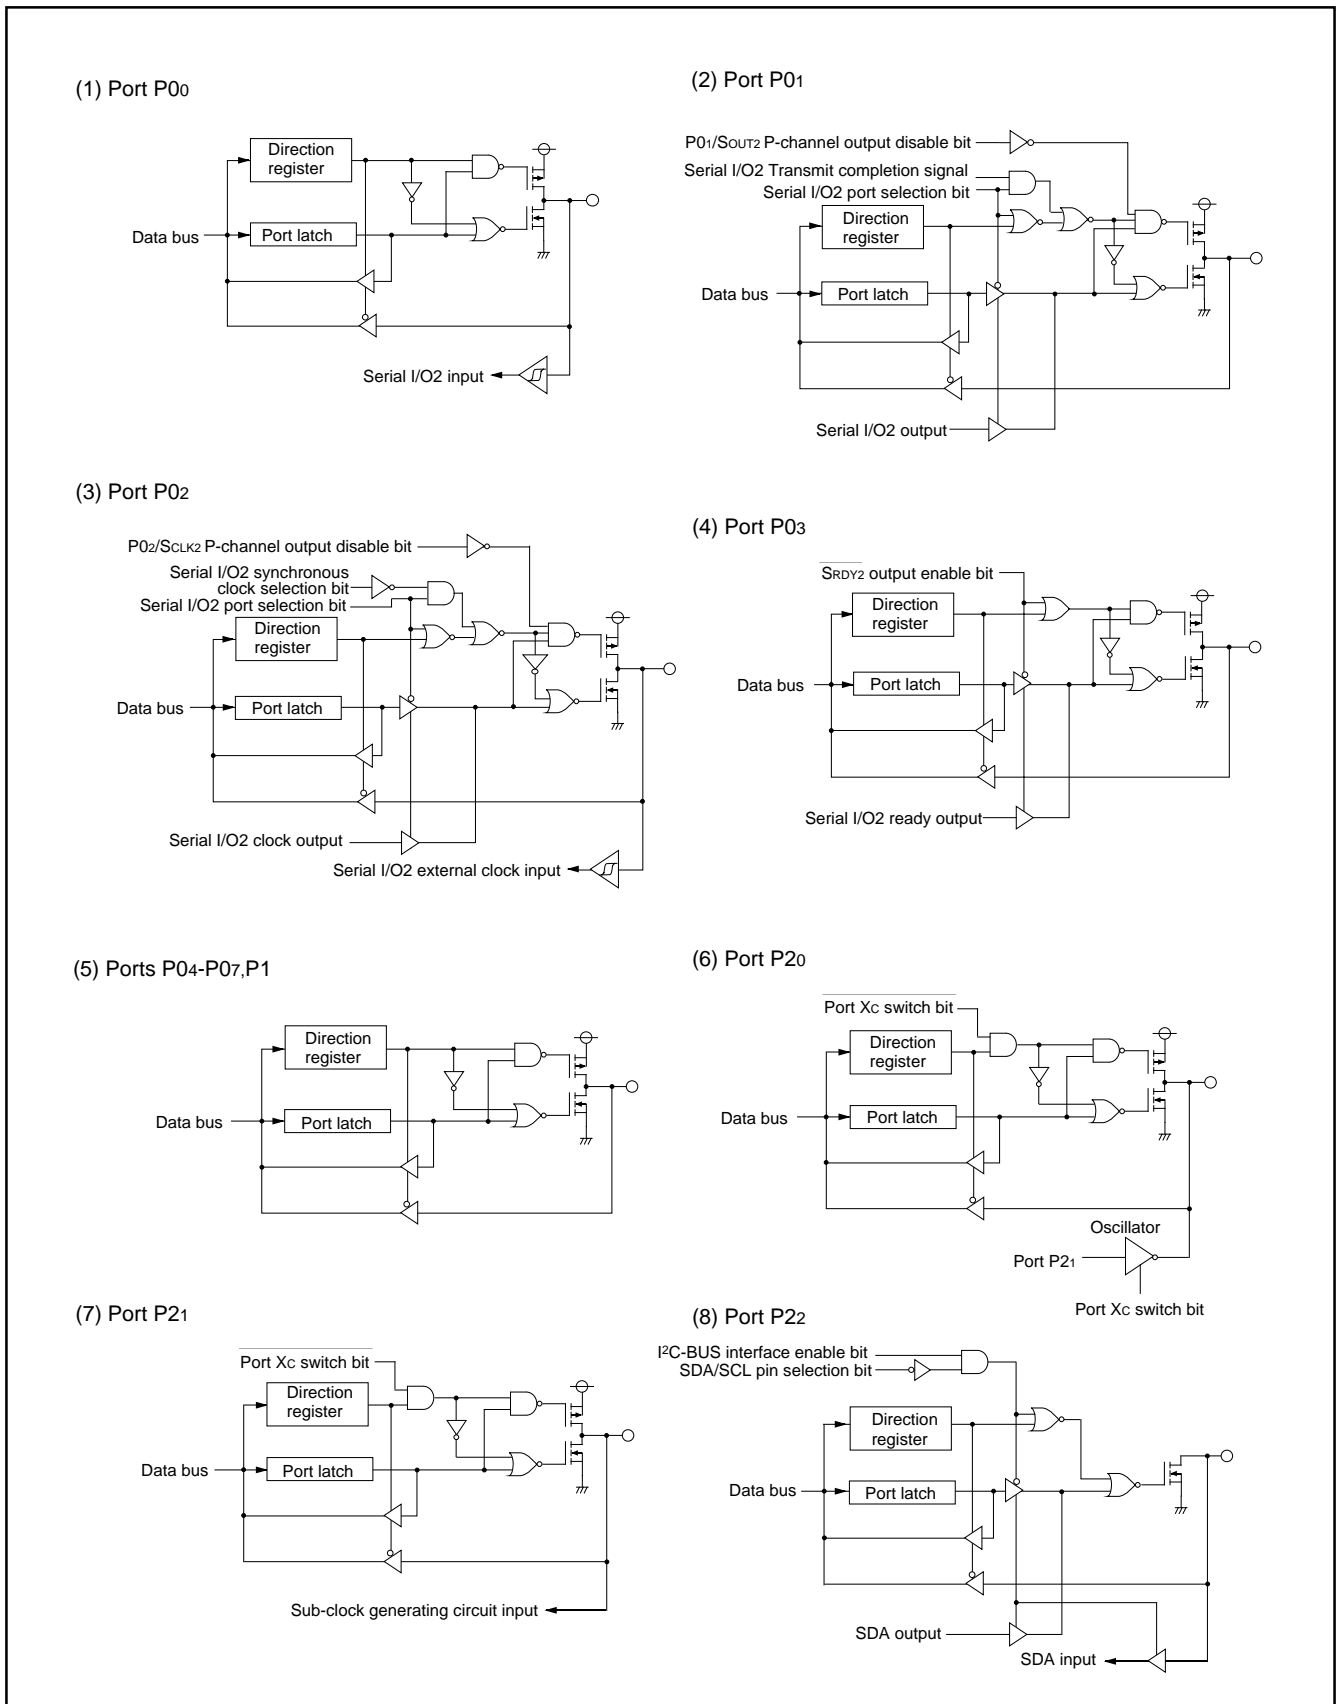 (1) Port P00
Direction
register
Data bus
Port latch
Serial I/O2 input
(2) Port P01
P01/SOUT2 P-channel output disable bit
Serial I/O2 Transmit completion signal
Serial I/O2 port selection bit
Direction
register
Data bus
Port latch
Serial I/O2 output
(3) Port P02
P02/SCLK2 P-channel output disable bit
Serial I/O2 synchronous
clock selection bit
Serial I/O2 port selection bit
Direction
register
Data bus
Port latch
Serial I/O2 clock output
Serial I/O2 external clock input
(4) Port P03
SRDY2 output enable bit
Direction
register
Data bus
Port latch
Serial I/O2 ready output
(5) Ports P04-P07,P1
Direction
register
Data bus
Port latch
(6) Port P20
Port XC switch bit
Direction
register
Data bus
Port latch
Oscillator
Port P21
Port XC switch bit
(7) Port P21
Port XC switch bit
Direction
register
Data bus
Port latch
Sub-clock generating circuit input
(8) Port P22
I²C-BUS interface enable bit
SDA/SCL pin selection bit
Direction
register
Data bus
Port latch
SDA output
SDA input